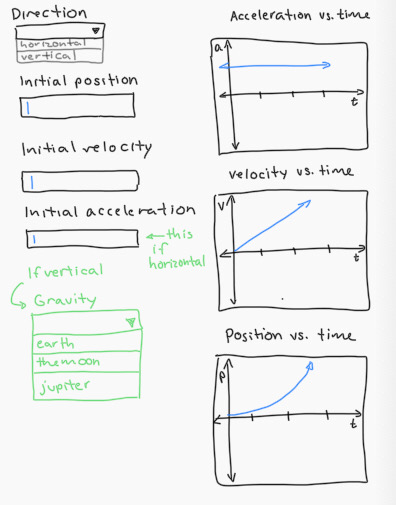 Direction
horizontal
vertical
Initial position
Initial velocity
Initial acceleration
←this
if
horizontal
If vertical
Gravity
earth
the moon
jupiter
Acceleration vs. time
a
t
velocity vs. time
v
t
Position vs. time
p
t